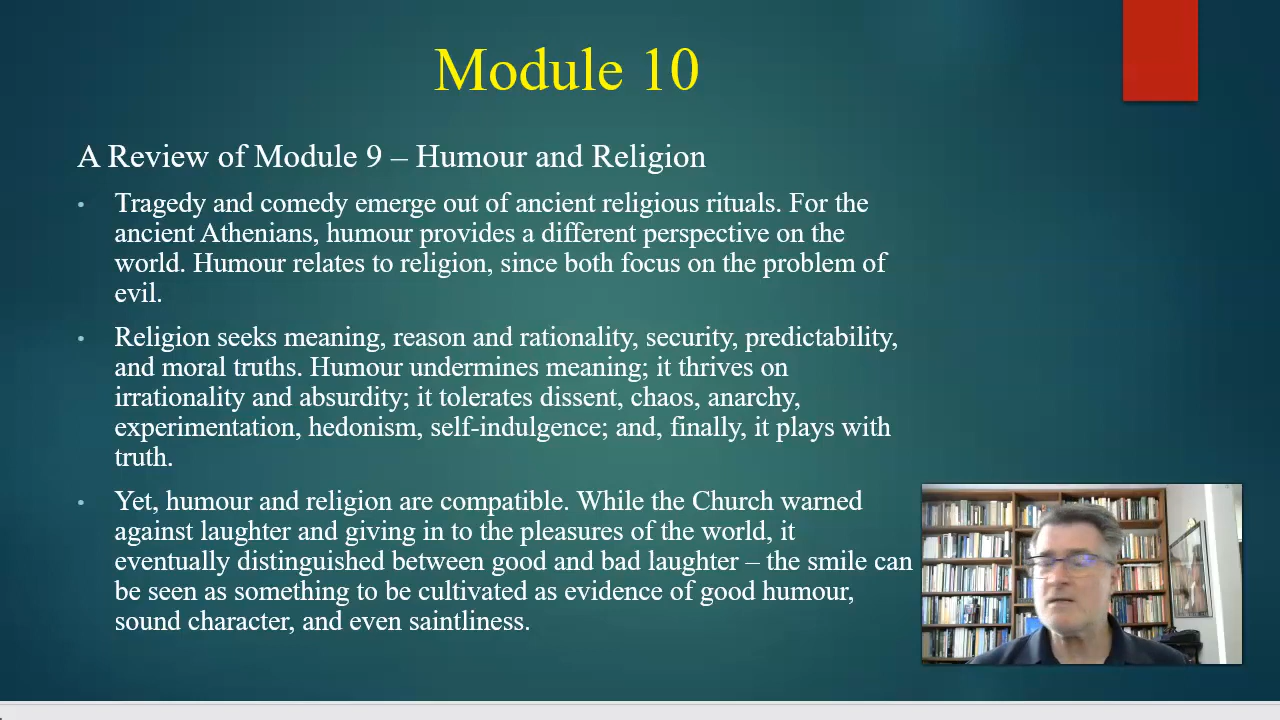 Module 10
A Review of Module 9 – Humour and Religion
• Tragedy and comedy emerge out of ancient religious rituals. For the
ancient Athenians, humour provides a different perspective on the
world. Humour relates to religion, since both focus on the problem of
evil.
• Religion seeks meaning, reason and rationality, security, predictability,
and moral truths. Humour undermines meaning; it thrives on
irrationality and absurdity; it tolerates dissent, chaos, anarchy,
experimentation, hedonism, self-indulgence; and, finally, it plays with
truth.
• Yet, humour and religion are compatible. While the Church warned
against laughter and giving in to the pleasures of the world, it
eventually distinguished between good and bad laughter – the smile can
be seen as something to be cultivated as evidence of good humour,
sound character, and even saintliness.